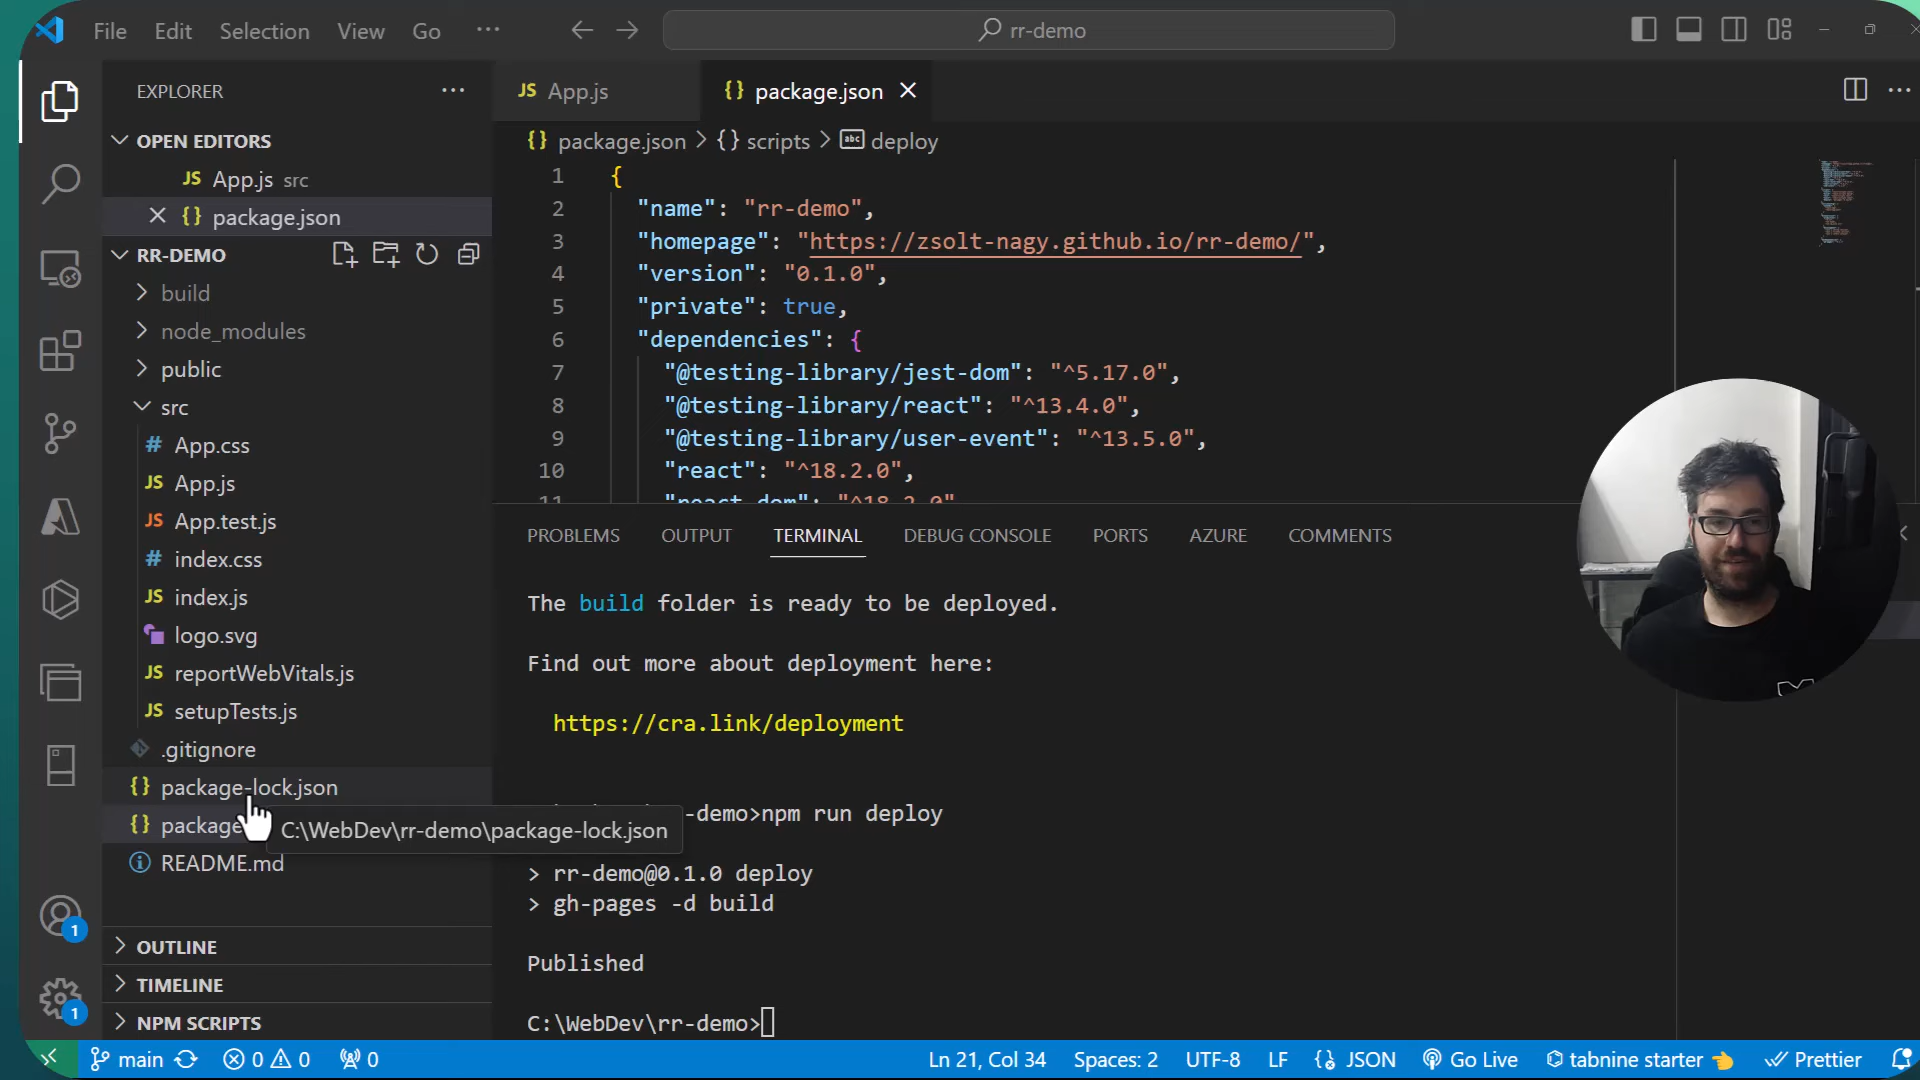 File Edit Selection View Go ···
rr-demo
EXPLORER
OPEN EDITORS
JS App.js src
{} package.json
RR-DEMO
build
node_modules
public
src
# App.css
JS App.js
JS App.test.js
# index.css
JS index.js
logo.svg
JS reportWebVitals.js
JS setupTests.js
.gitignore
{} package-lock.json
{} package
C:\WebDev\rr-demo\package-lock.json
README.md
OUTLINE
TIMELINE
NPM SCRIPTS
1
1
JS App.js
{} package.json
{} package.json > {} scripts > abc deploy
1 {
2 "name": "rr-demo",
3 "homepage": "https://zsolt-nagy.github.io/rr-demo/",
4 "version": "0.1.0",
5 "private": true,
6 "dependencies": {
7 "@testing-library/jest-dom": "^5.17.0",
8 "@testing-library/react": "^13.4.0",
9 "@testing-library/user-event": "^13.5.0",
10 "react": "^18.2.0",
11 "react-dom": "^18.2.0"
PROBLEMS OUTPUT TERMINAL DEBUG CONSOLE PORTS AZURE COMMENTS
The build folder is ready to be deployed.
Find out more about deployment here:
https://cra.link/deployment
-demo>npm run deploy
> rr-demo@0.1.0 deploy
> gh-pages -d build
Published
C:\WebDev\rr-demo>
main 0 0 0 Ln 21, Col 34 Spaces: 2 UTF-8 LF {} JSON Go Live tabnine starter Prettier